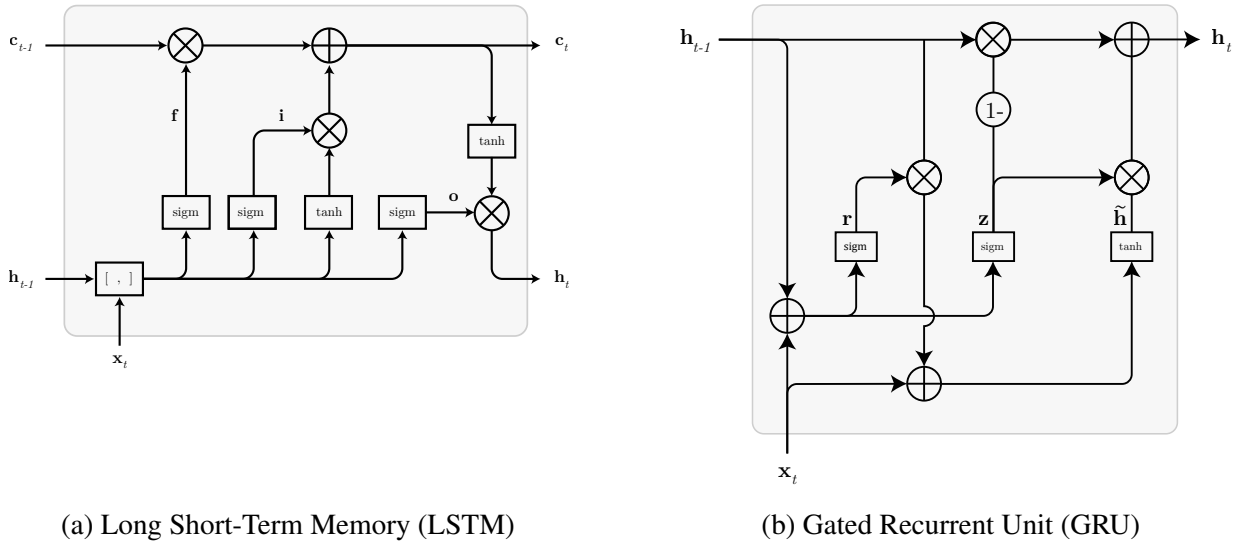 c_{t-1}
c_t
f
i
tanh
sigm
sigm
tanh
sigm
o
h_{t-1}
[ , ]
h_t
x_t
(a) Long Short-Term Memory (LSTM)
h_{t-1}
h_t
1-
r
z
h̃
sigm
sigm
tanh
x_t
(b) Gated Recurrent Unit (GRU)